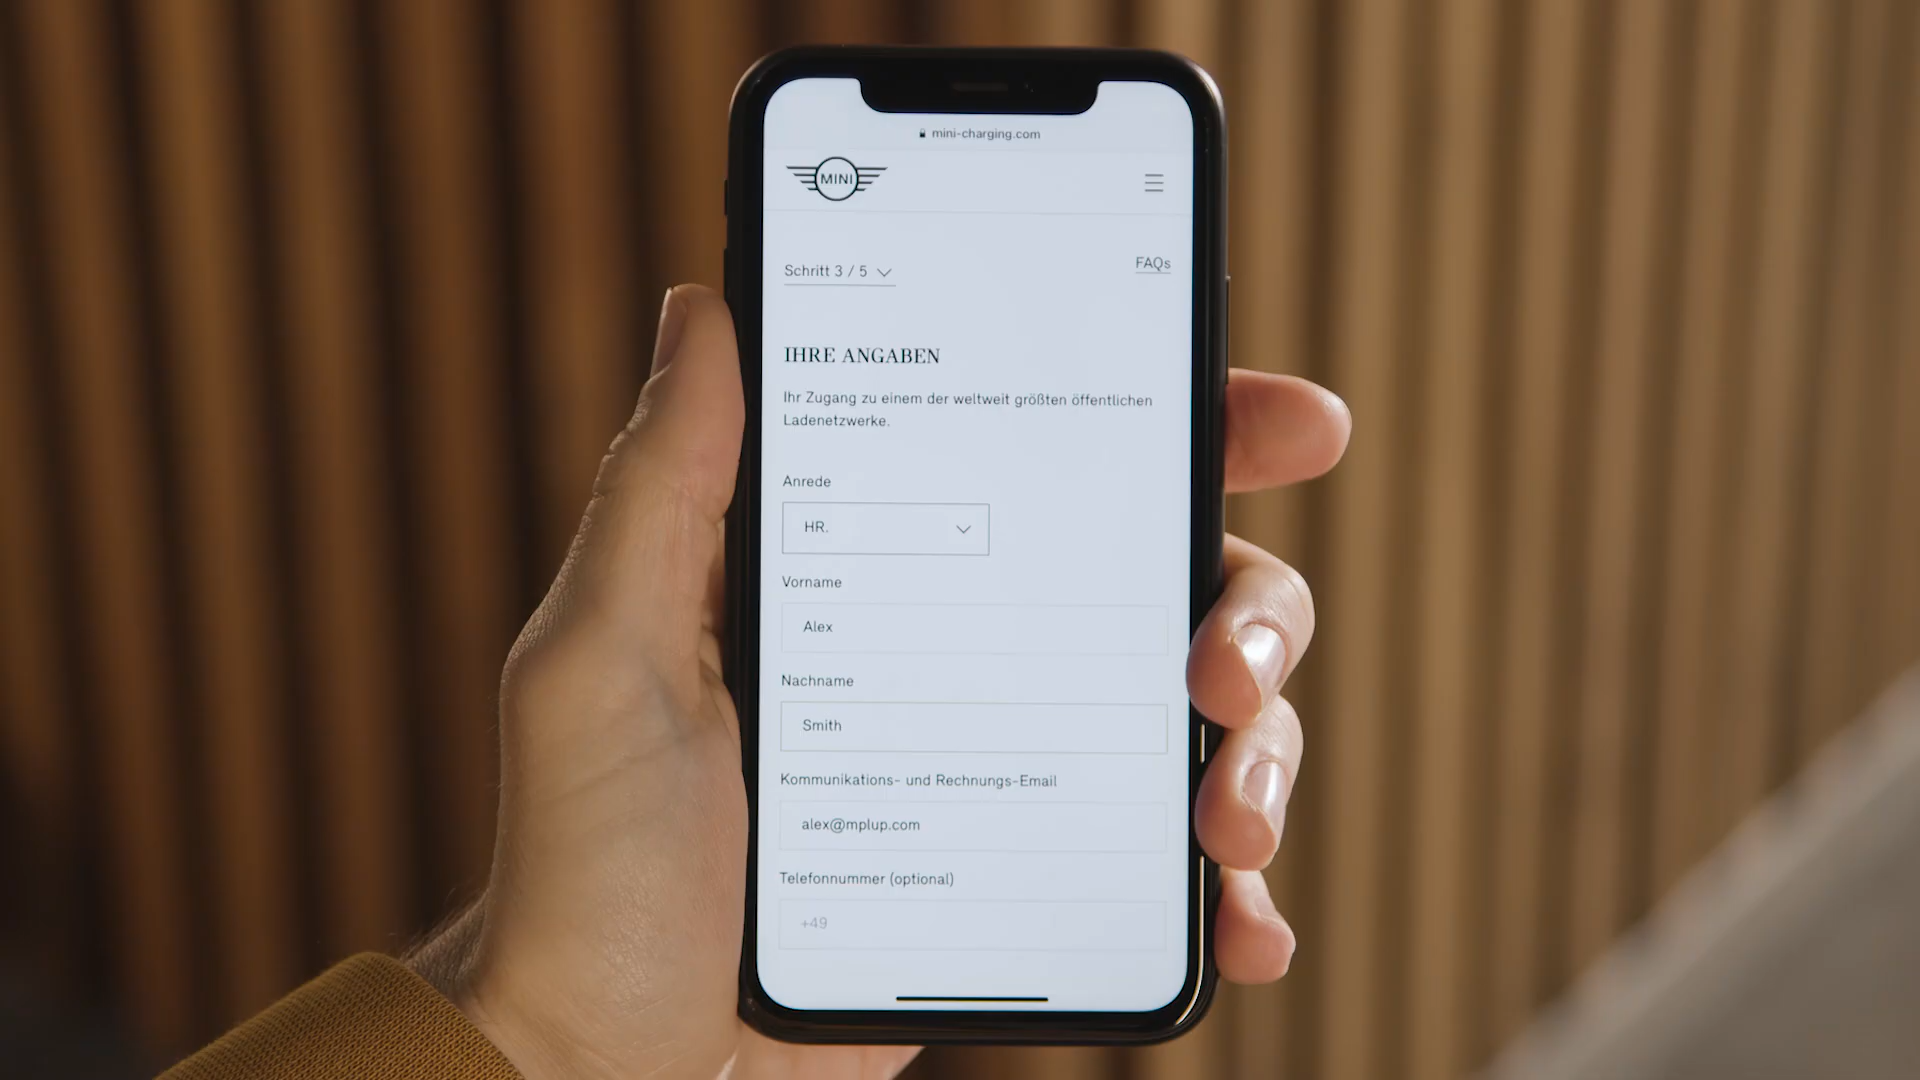 mini-charging.com
MINI
Schritt 3 / 5
FAQs
IHRE ANGABEN
Ihr Zugang zu einem der weltweit größten öffentlichen
Ladenetzwerke.
Anrede
HR.
Vorname
Alex
Nachname
Smith
Kommunikations- und Rechnungs-Email
alex@mplup.com
Telefonnummer (optional)
+49